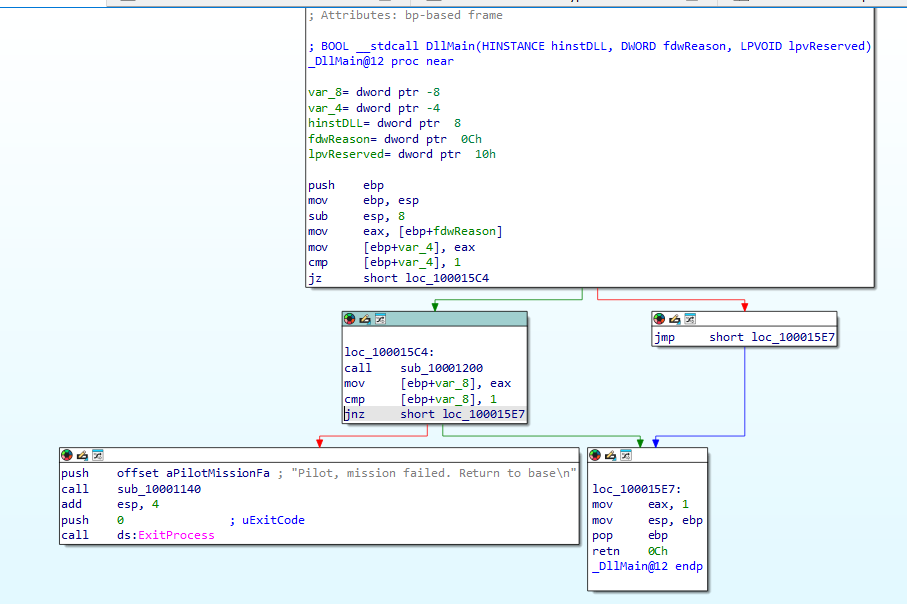 ; Attributes: bp-based frame
; BOOL __stdcall DllMain(HINSTANCE hinstDLL, DWORD fdwReason, LPVOID lpvReserved)
_DllMain@12 proc near
var_8= dword ptr -8
var_4= dword ptr -4
hinstDLL= dword ptr  8
fdwReason= dword ptr  0Ch
lpvReserved= dword ptr  10h
push    ebp
mov     ebp, esp
sub     esp, 8
mov     eax, [ebp+fdwReason]
mov     [ebp+var_4], eax
cmp     [ebp+var_4], 1
jz      short loc_100015C4
loc_100015C4:
call    sub_10001200
mov     [ebp+var_8], eax
cmp     [ebp+var_8], 1
jnz     short loc_100015E7
jmp     short loc_100015E7
push    offset aPilotMissionFa ; "Pilot, mission failed. Return to base\n"
call    sub_10001140
add     esp, 4
push    0               ; uExitCode
call    ds:ExitProcess
loc_100015E7:
mov     eax, 1
mov     esp, ebp
pop     ebp
retn    0Ch
_DllMain@12 endp